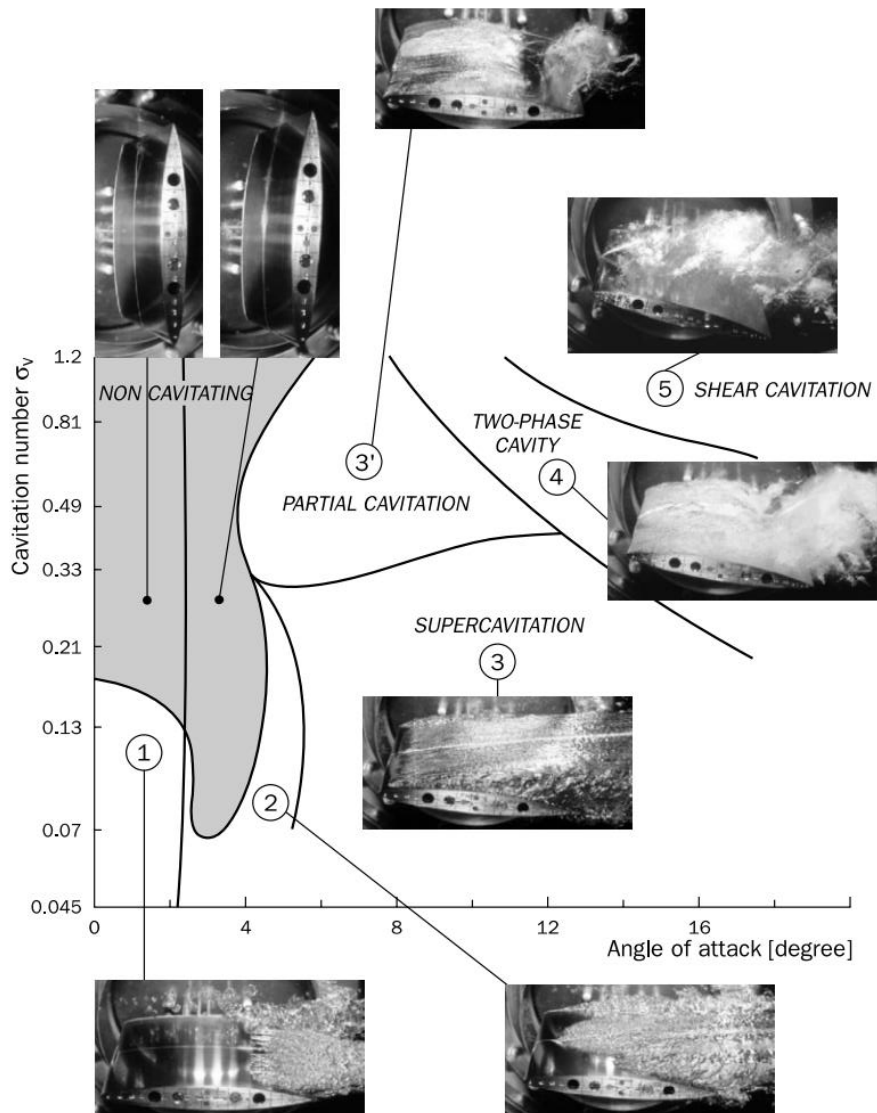 3'
5 SHEAR CAVITATION
Cavitation number σv
1.2
0.81
0.49
0.33
0.21
0.13
0.07
0.045
NON CAVITATING
TWO-PHASE
CAVITY
4
PARTIAL CAVITATION
SUPERCAVITATION
3
1
2
0
4
8
12
16
Angle of attack [degree]